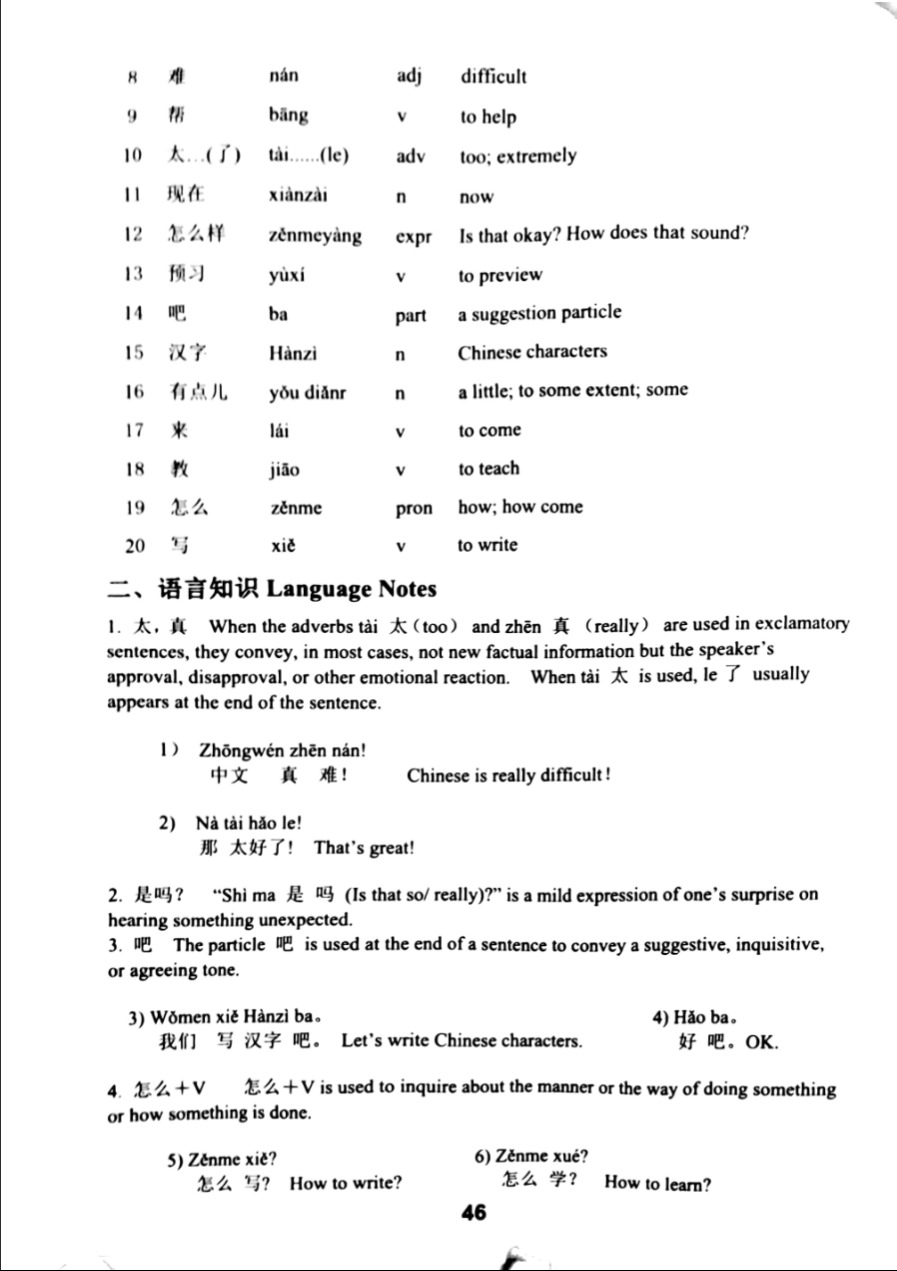 8 难 nán adj difficult
9 帮 bāng v to help
10 太…(了) tài……(le) adv too; extremely
11 现在 xiànzài n now
12 怎么样 zěnmeyàng expr Is that okay? How does that sound?
13 预习 yùxí v to preview
14 吧 ba part a suggestion particle
15 汉字 Hànzì n Chinese characters
16 有点儿 yǒu diǎnr n a little; to some extent; some
17 来 lái v to come
18 教 jiāo v to teach
19 怎么 zěnme pron how; how come
20 写 xiě v to write
二、语言知识 Language Notes
1. 太，真 When the adverbs tài 太（too） and zhēn 真 （really） are used in exclamatory
sentences, they convey, in most cases, not new factual information but the speaker's
approval, disapproval, or other emotional reaction. When tài 太 is used, le 了 usually
appears at the end of the sentence.
1） Zhōngwén zhēn nán!
中文 真 难！ Chinese is really difficult！
2) Nà tài hǎo le!
那 太好了！ That's great!
2. 是吗？ “Shì ma 是 吗 (Is that so/ really)?” is a mild expression of one's surprise on
hearing something unexpected.
3. 吧 The particle 吧 is used at the end of a sentence to convey a suggestive, inquisitive,
or agreeing tone.
3) Wǒmen xiě Hànzì ba。 4) Hǎo ba。
我们 写 汉字 吧。 Let's write Chinese characters. 好 吧。OK.
4. 怎么＋V 怎么＋V is used to inquire about the manner or the way of doing something
or how something is done.
5) Zěnme xiě? 6) Zěnme xué?
怎么 写? How to write? 怎么 学? How to learn?
46